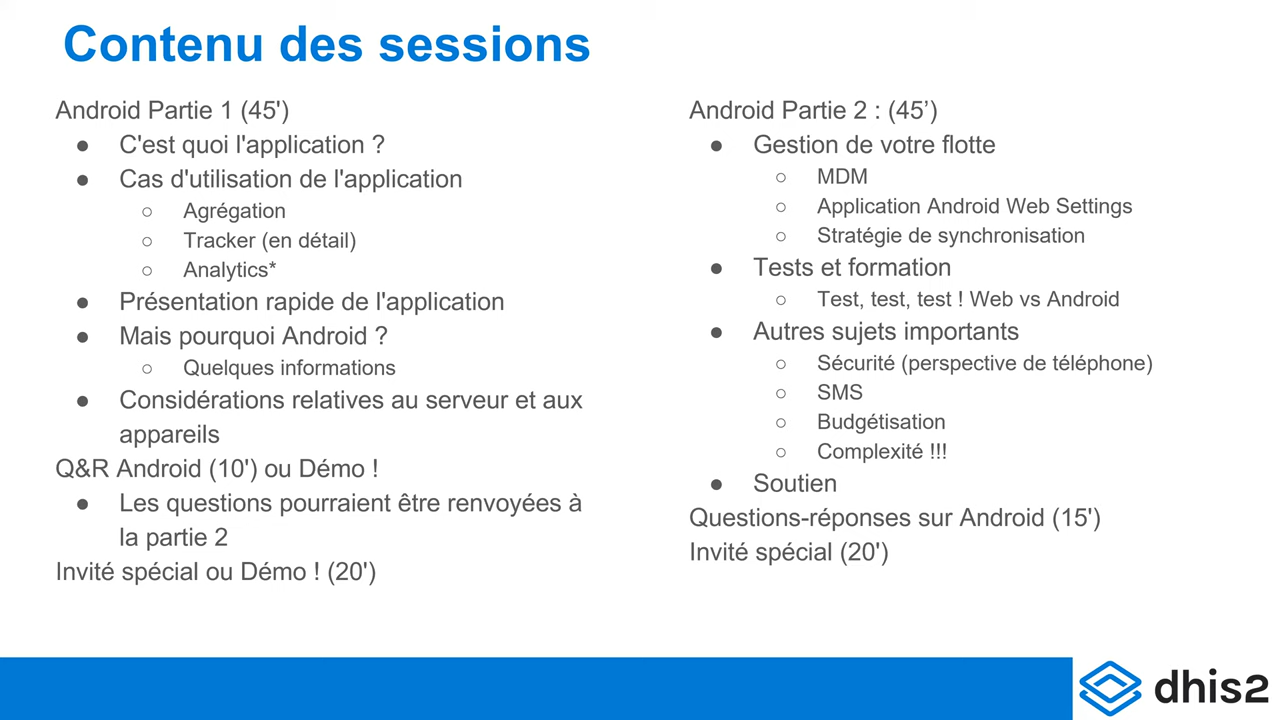 Contenu des sessions
Android Partie 1 (45')
● C'est quoi l'application ?
● Cas d'utilisation de l'application
○ Agrégation
○ Tracker (en détail)
○ Analytics*
● Présentation rapide de l'application
● Mais pourquoi Android ?
○ Quelques informations
● Considérations relatives au serveur et aux
appareils
Q&R Android (10') ou Démo !
● Les questions pourraient être renvoyées à
la partie 2
Invité spécial ou Démo ! (20')
Android Partie 2 : (45’)
● Gestion de votre flotte
○ MDM
○ Application Android Web Settings
○ Stratégie de synchronisation
● Tests et formation
○ Test, test, test ! Web vs Android
● Autres sujets importants
○ Sécurité (perspective de téléphone)
○ SMS
○ Budgétisation
○ Complexité !!!
● Soutien
Questions-réponses sur Android (15')
Invité spécial (20')
dhis2